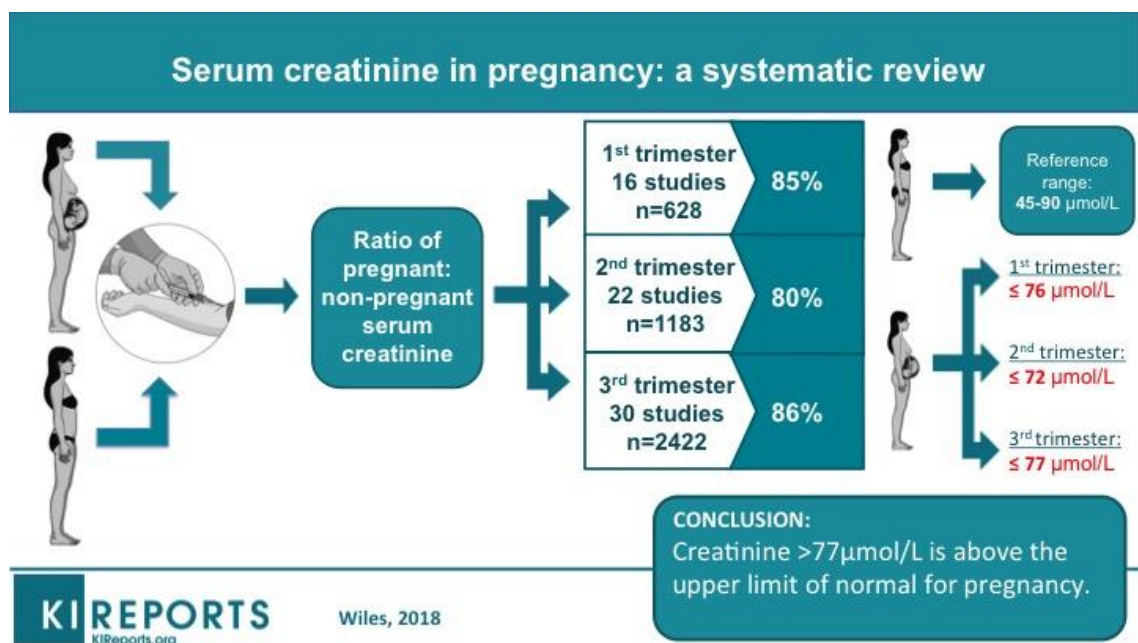 Serum creatinine in pregnancy: a systematic review
Ratio of
pregnant:
non-pregnant
serum
creatinine
1st trimester
16 studies
n=628
85%
2nd trimester
22 studies
n=1183
80%
3rd trimester
30 studies
n=2422
86%
Reference
range:
45-90 µmol/L
1st trimester:
≤ 76 µmol/L
2nd trimester:
≤ 72 µmol/L
3rd trimester:
≤ 77 µmol/L
CONCLUSION:
Creatinine >77µmol/L is above the
upper limit of normal for pregnancy.
KI REPORTS
KIReports.org
Wiles, 2018